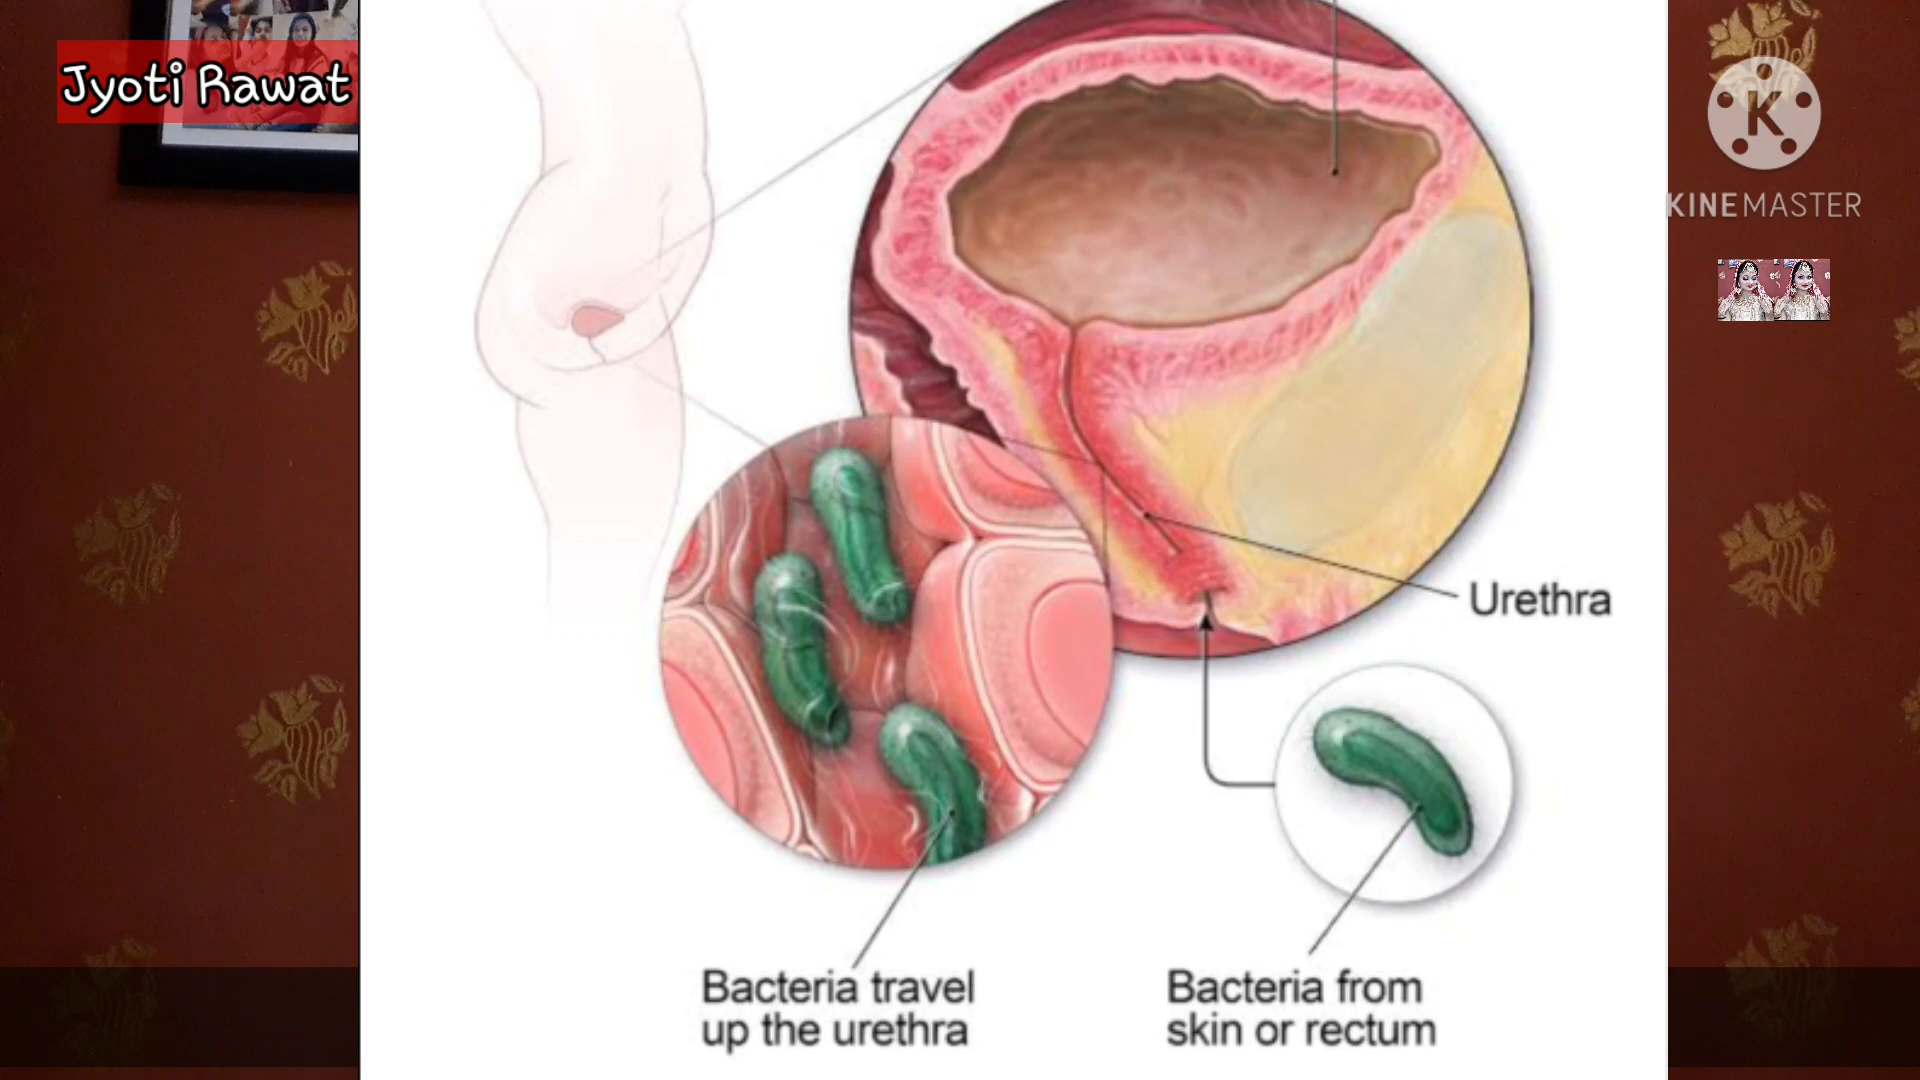 Jyoti Rawat
K
KINEMASTER
Urethra
Bacteria travel
up the urethra
Bacteria from
skin or rectum